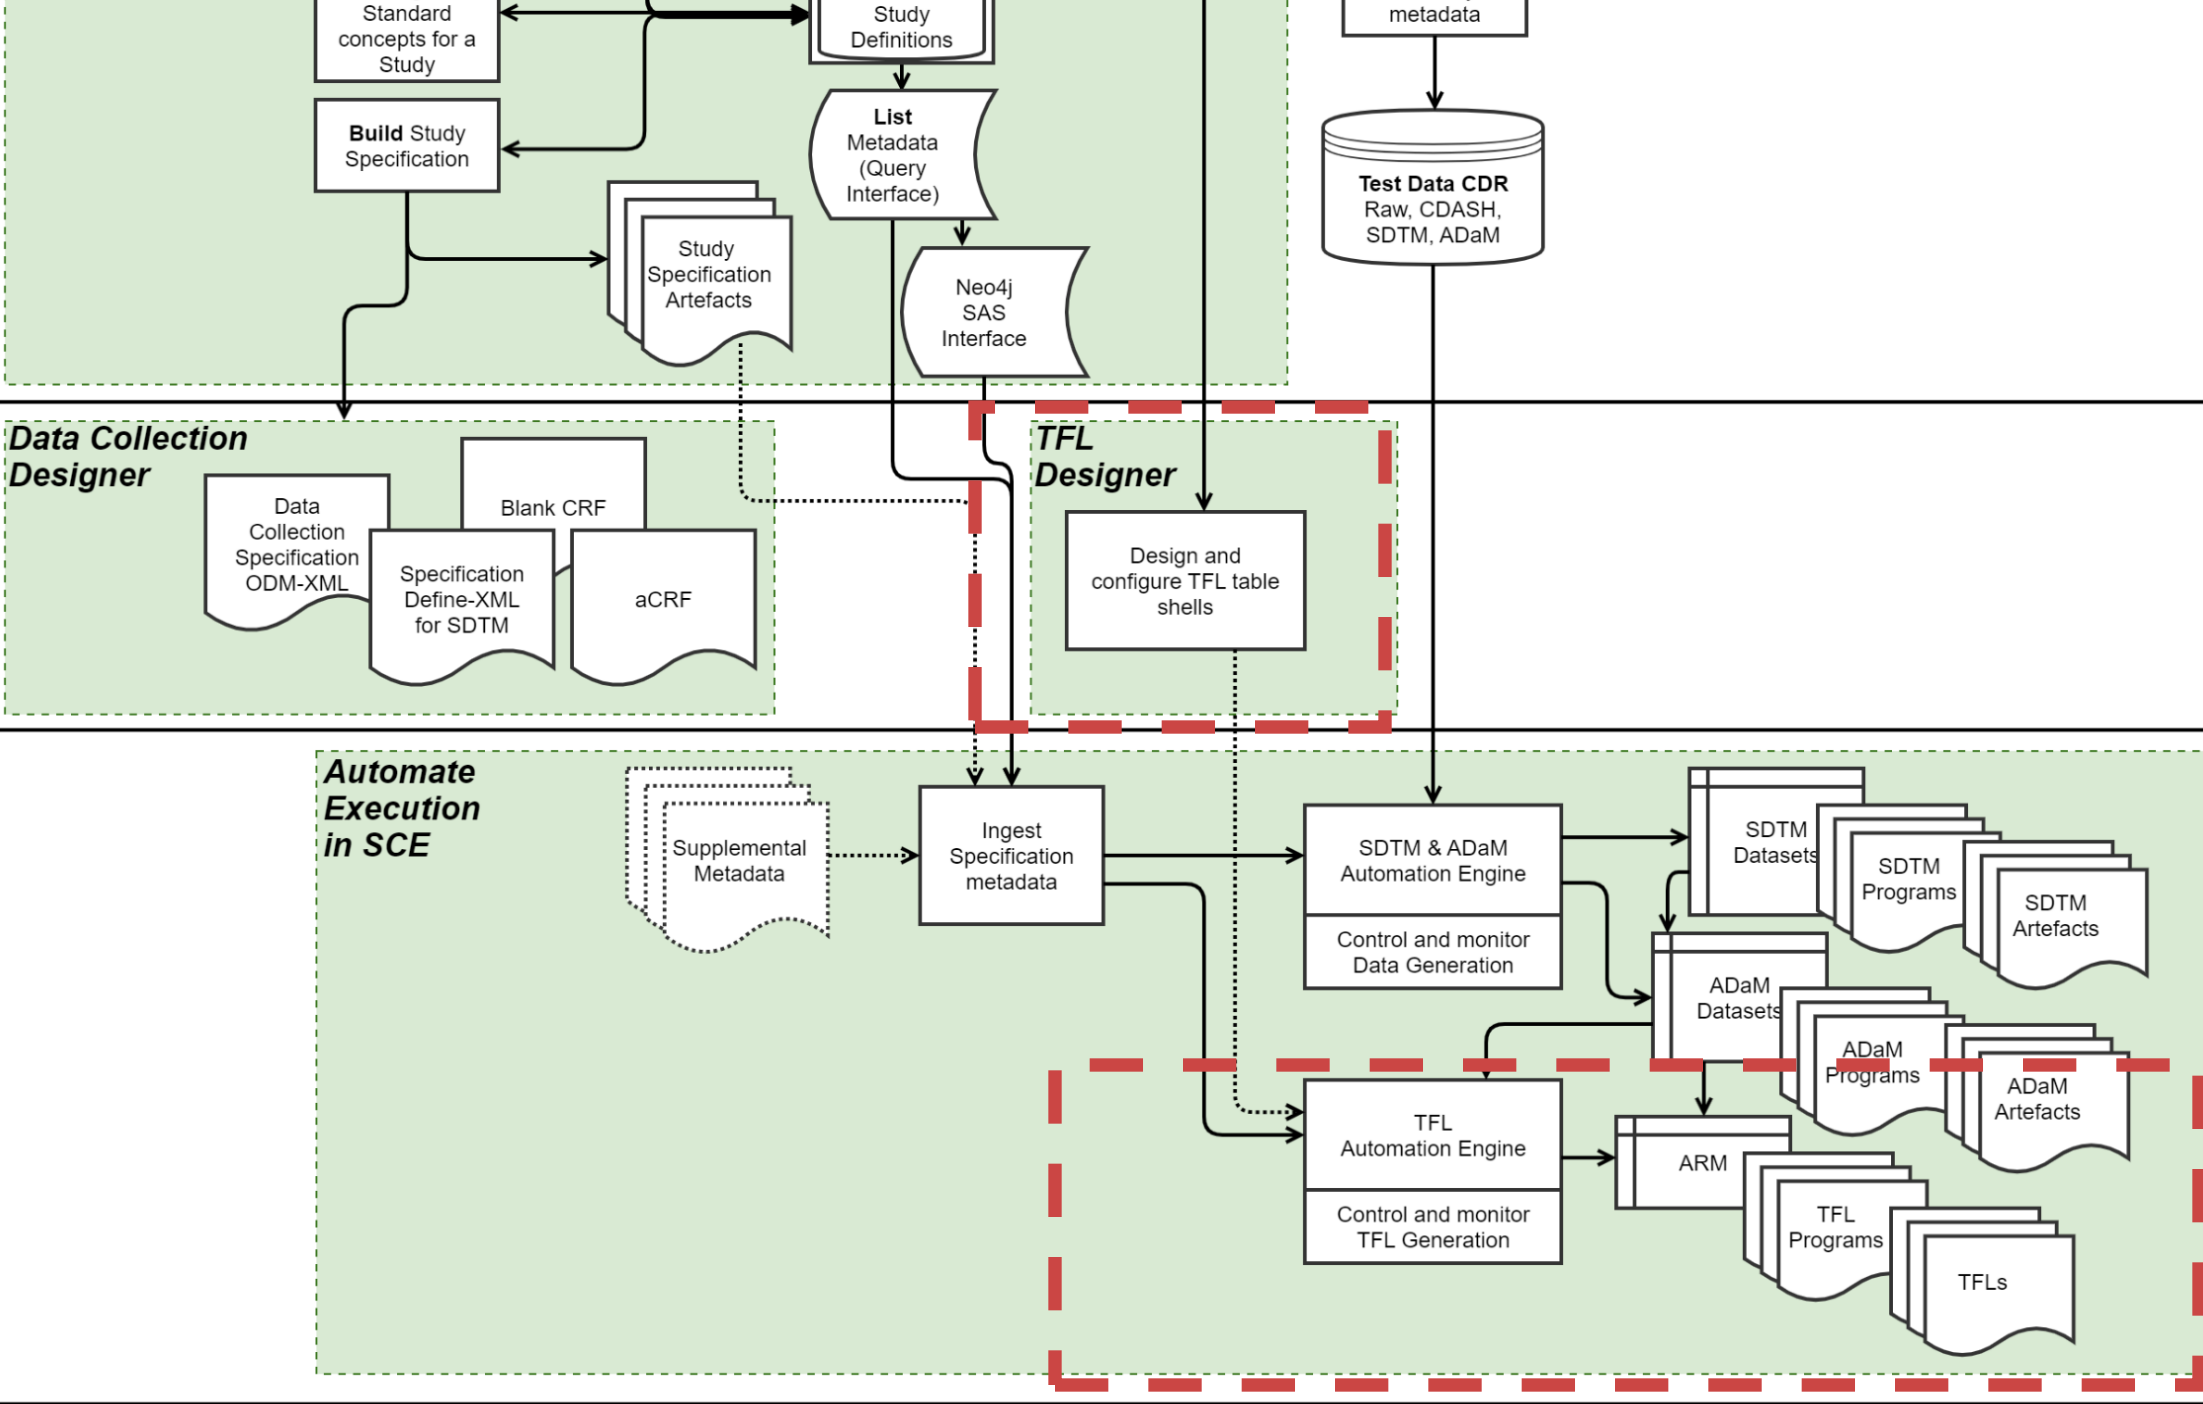 Standard
concepts for a
Study
Study
Definitions
metadata
Build Study
Specification
List
Metadata
(Query
Interface)
Test Data CDR
Raw, CDASH,
SDTM, ADaM
Study
Specification
Artefacts
Neo4j
SAS
Interface
Data Collection
Designer
Data
Collection
Specification
ODM-XML
Blank CRF
Specification
Define-XML
for SDTM
aCRF
TFL
Designer
Design and
configure TFL table
shells
Automate
Execution
in SCE
Supplemental
Metadata
Ingest
Specification
metadata
SDTM & ADaM
Automation Engine
Control and monitor
Data Generation
SDTM
Datasets
SDTM
Programs
SDTM
Artefacts
ADaM
Datasets
ADaM
Programs
ADaM
Artefacts
TFL
Automation Engine
Control and monitor
TFL Generation
ARM
TFL
Programs
TFLs